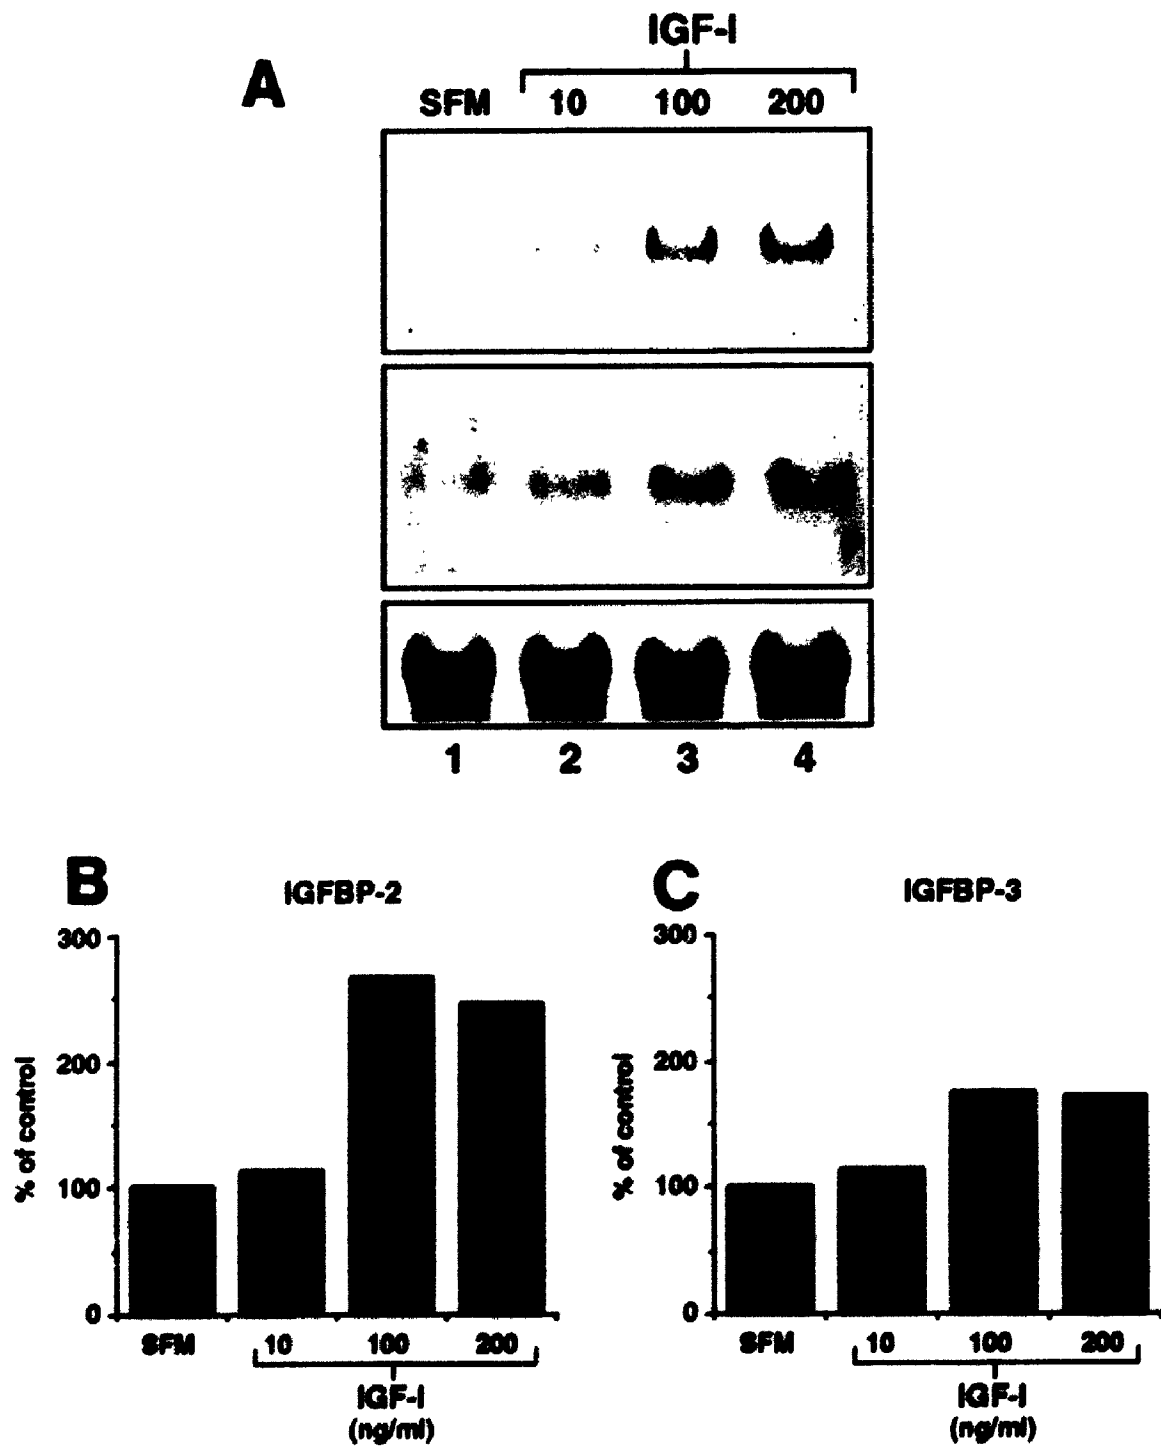 A
IGF-I
SFM 10 100 200
1 2 3 4
B
IGFBP-2
300
200
100
0
% of control
SFM 10 100 200
IGF-I
(ng/ml)
C
IGFBP-3
300
200
100
0
% of control
SFM 10 100 200
IGF-I
(ng/ml)